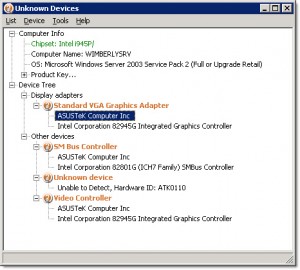 Unknown Devices
List Device Tools Help
Computer Info
Chipset: Intel i945P/
Computer Name: WIMBERLYSRV
OS: Microsoft Windows Server 2003 Service Pack 2 (Full or Upgrade Retail)
Product Key...
Device Tree
Display adapters
Standard VGA Graphics Adapter
ASUSTeK Computer Inc
Intel Corporation 82945G Integrated Graphics Controller
Other devices
SM Bus Controller
ASUSTeK Computer Inc
Intel Corporation 82801G (ICH7 Family) SMBus Controller
Unknown device
Unable to Detect, Hardware ID: ATK0110
Video Controller
ASUSTeK Computer Inc
Intel Corporation 82945G Integrated Graphics Controller